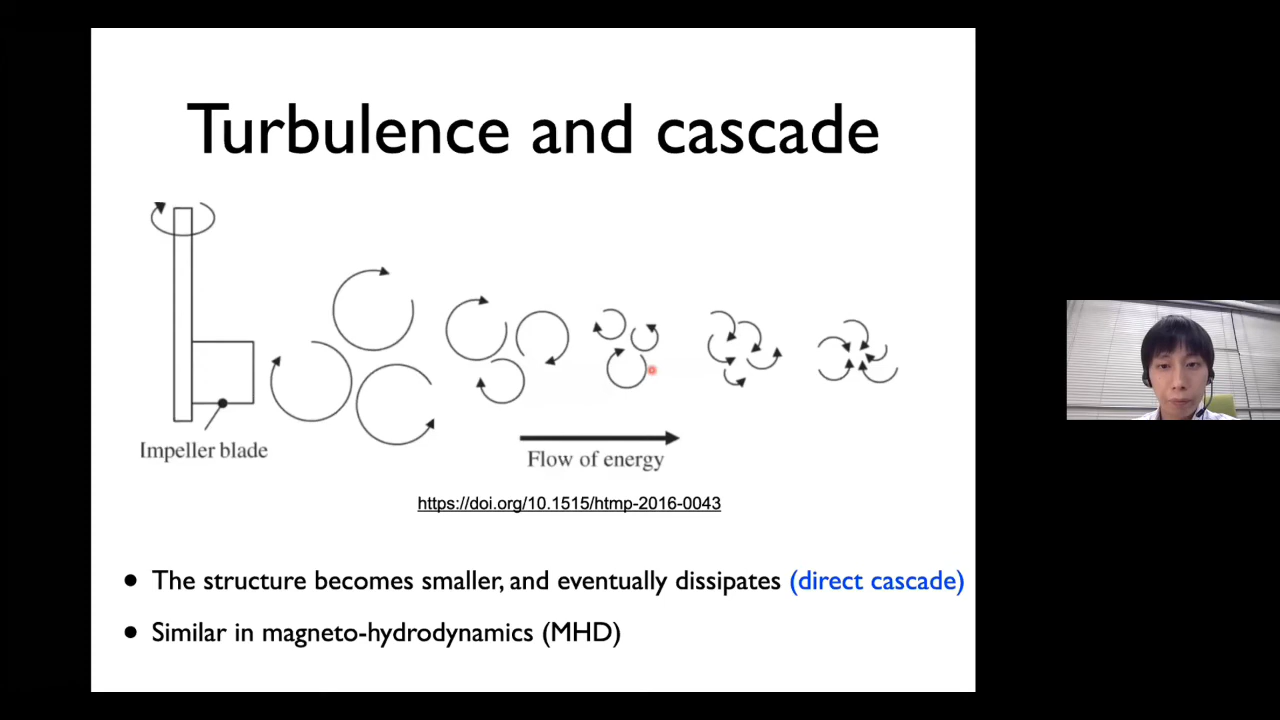 Turbulence and cascade
Impeller blade
Flow of energy
https://doi.org/10.1515/htmp-2016-0043
• The structure becomes smaller, and eventually dissipates (direct cascade)
• Similar in magneto-hydrodynamics (MHD)